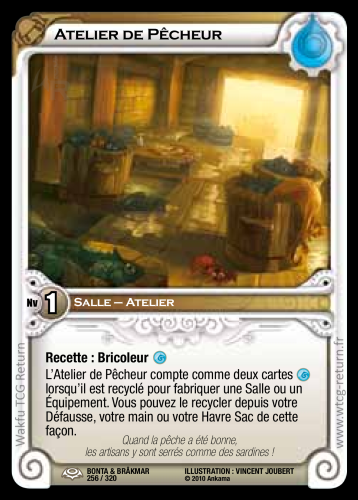 Atelier de Pêcheur
Nv 1
Salle – Atelier
Recette : Bricoleur
L'Atelier de Pêcheur compte comme deux cartes
lorsqu'il est recyclé pour fabriquer une Salle ou un
Équipement. Vous pouvez le recycler depuis votre
Défausse, votre main ou votre Havre Sac de cette
façon.
Quand la pêche a été bonne,
les artisans y sont serrés comme des sardines !
BONTA & BRÂKMAR
256 / 320
ILLUSTRATION : VINCENT JOUBERT
© 2010 Ankama
Wakfu TCG Return
www.wtcg-return.fr